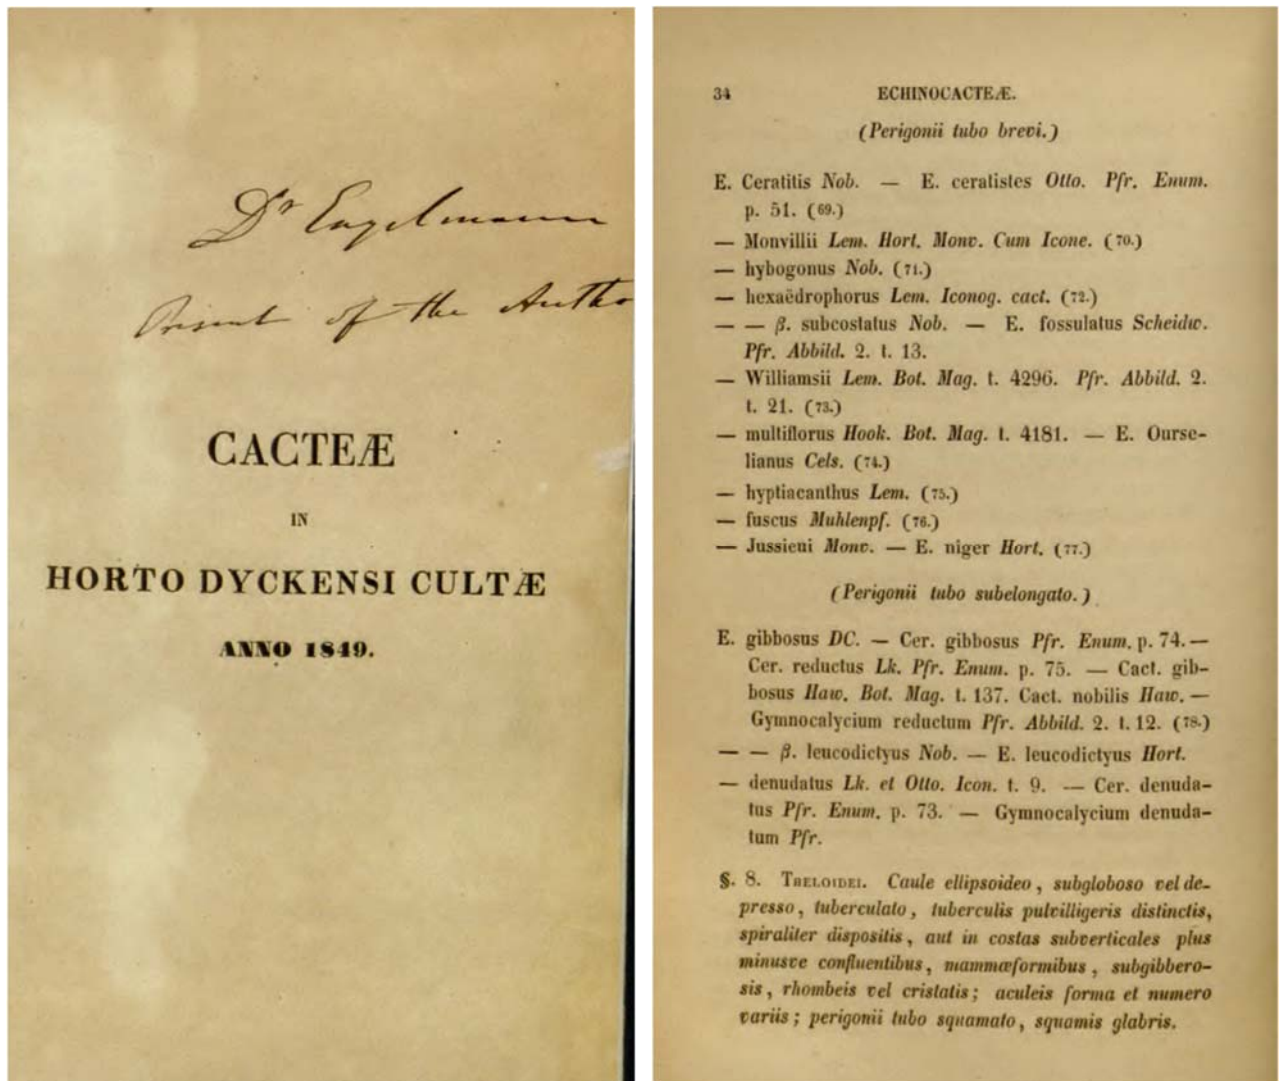 Dr Engelmann
Present of the Autho
CACTEÆ
IN
HORTO DYCKENSI CULTÆ
ANNO 1849.
34 ECHINOCACTEÆ.
(Perigonii tubo brevi.)
E. Ceratitis Nob. — E. ceratistes Otto. Pfr. Enum.
p. 51. (69.)
— Monvillii Lem. Hort. Monv. Cum Icone. (70.)
— hybogonus Nob. (71.)
— hexaëdrophorus Lem. Iconog. cact. (72.)
— — β. subcostatus Nob. — E. fossulatus Scheidw.
Pfr. Abbild. 2. t. 13.
— Williamsii Lem. Bot. Mag. t. 4296. Pfr. Abbild. 2.
t. 21. (73.)
— multiflorus Hook. Bot. Mag. t. 4181. — E. Ourse-
lianus Cels. (74.)
— hyptiacanthus Lem. (75.)
— fuscus Muhlenpf. (76.)
— Jussieui Monv. — E. niger Hort. (77.)
(Perigonii tubo subelongato.)
E. gibbosus DC. — Cer. gibbosus Pfr. Enum. p. 74. —
Cer. reductus Lk. Pfr. Enum. p. 75. — Cact. gib-
bosus Haw. Bot. Mag. t. 137. Cact. nobilis Haw. —
Gymnocalycium reductum Pfr. Abbild. 2. t. 12. (78.)
— — β. leucodictyus Nob. — E. leucodictyus Hort.
— denudatus Lk. et Otto. Icon. t. 9. — Cer. denuda-
tus Pfr. Enum. p. 73. — Gymnocalycium denuda-
tum Pfr.
§. 8. THELOIDEI. Caule ellipsoideo, subgloboso vel de-
presso, tuberculato, tuberculis pulvilligeris distinctis,
spiraliter dispositis, aut in costas subverticales plus
minusve confluentibus, mammæformibus, subgibbero-
sis, rhombeis vel cristatis; aculeis forma et numero
variis; perigonii tubo squamato, squamis glabris.